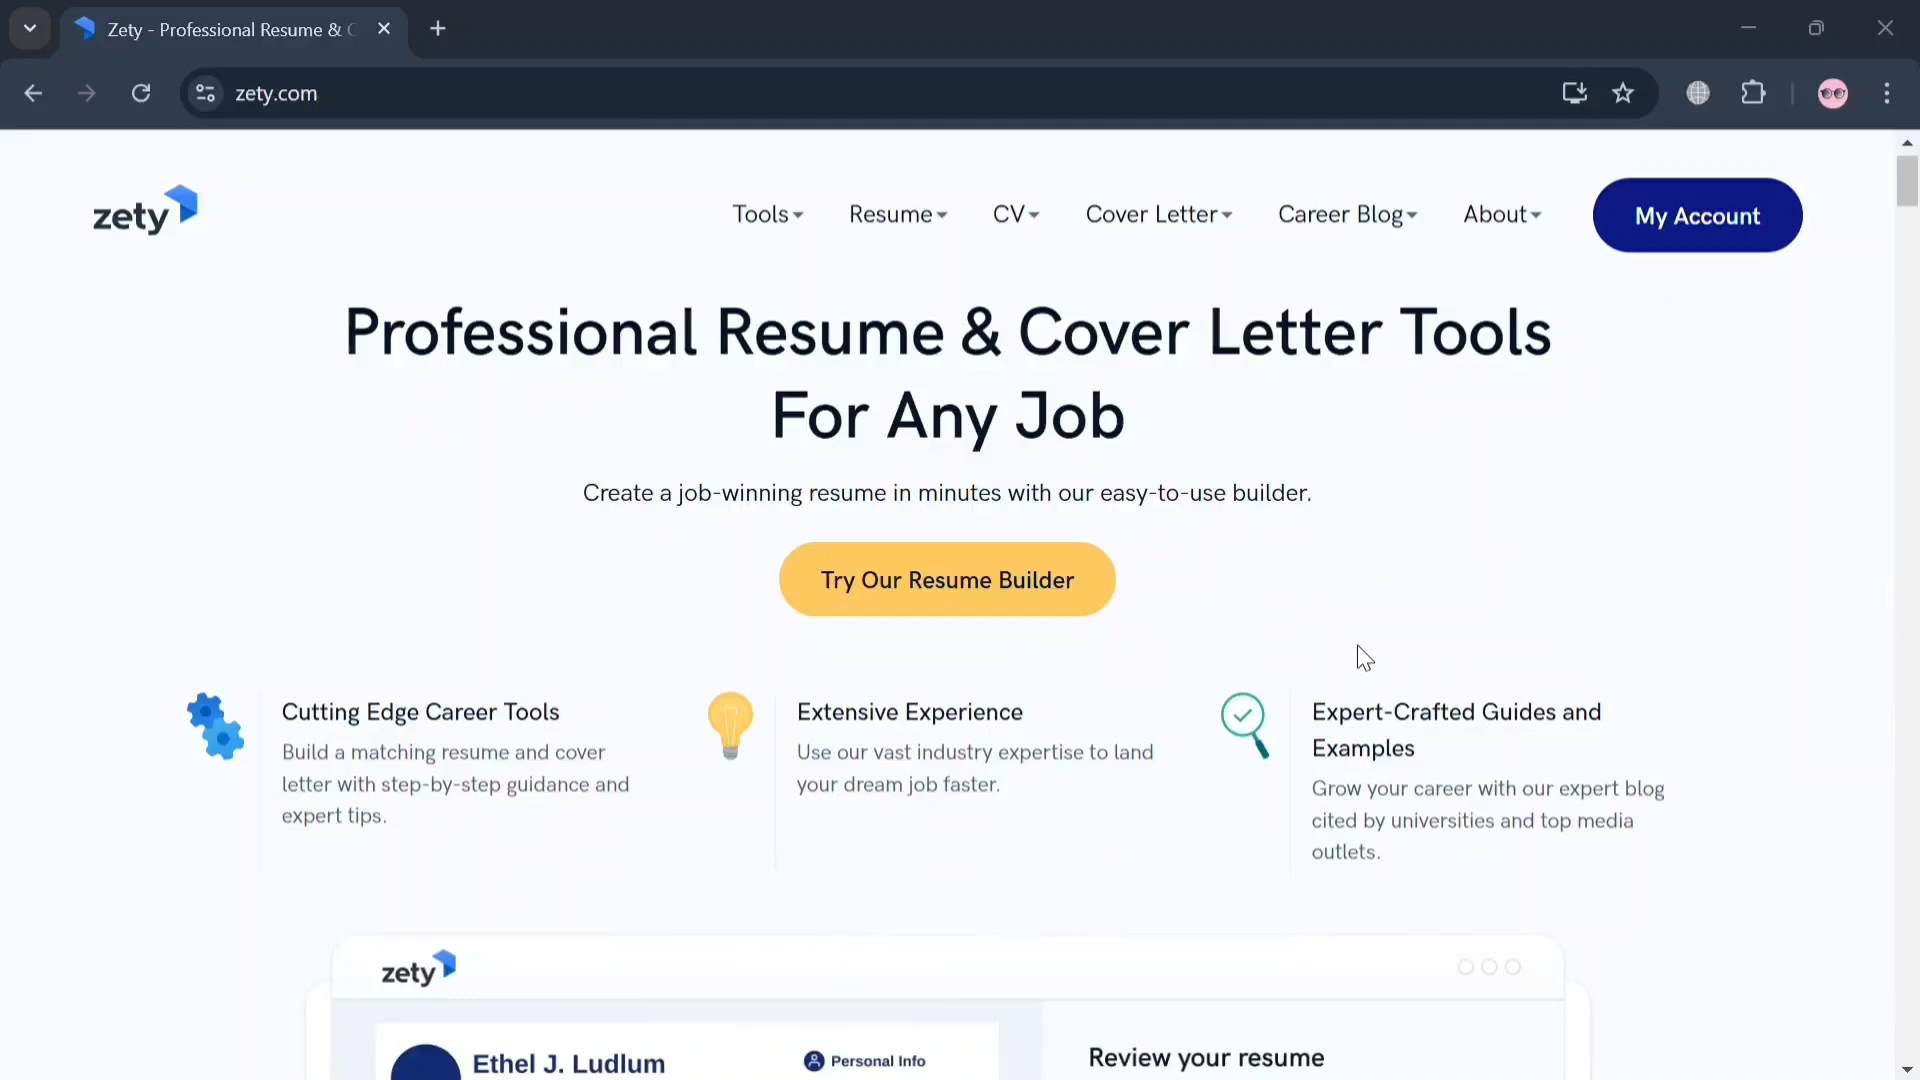 Zety - Professional Resume & C
zety.com
zety
Tools
Resume
CV
Cover Letter
Career Blog
About
My Account
Professional Resume & Cover Letter Tools
For Any Job
Create a job-winning resume in minutes with our easy-to-use builder.
Try Our Resume Builder
Cutting Edge Career Tools
Build a matching resume and cover
letter with step-by-step guidance and
expert tips.
Extensive Experience
Use our vast industry expertise to land
your dream job faster.
Expert-Crafted Guides and
Examples
Grow your career with our expert blog
cited by universities and top media
outlets.
zety
Ethel J. Ludlum
Personal Info
Review your resume